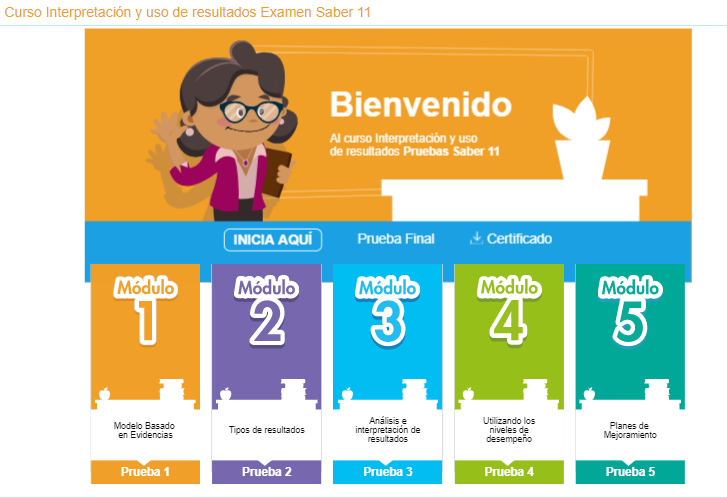 Curso Interpretación y uso de resultados Examen Saber 11
Bienvenido
Al curso Interpretación y uso
de resultados Pruebas Saber 11
INICIA AQUÍ
Prueba Final
Certificado
Módulo
1
Modelo Basado
en Evidencias
Prueba 1
Módulo
2
Tipos de resultados
Prueba 2
Módulo
3
Análisis e
interpretación de
resultados
Prueba 3
Módulo
4
Utilizando los
niveles de
desempeño
Prueba 4
Módulo
5
Planes de
Mejoramiento
Prueba 5